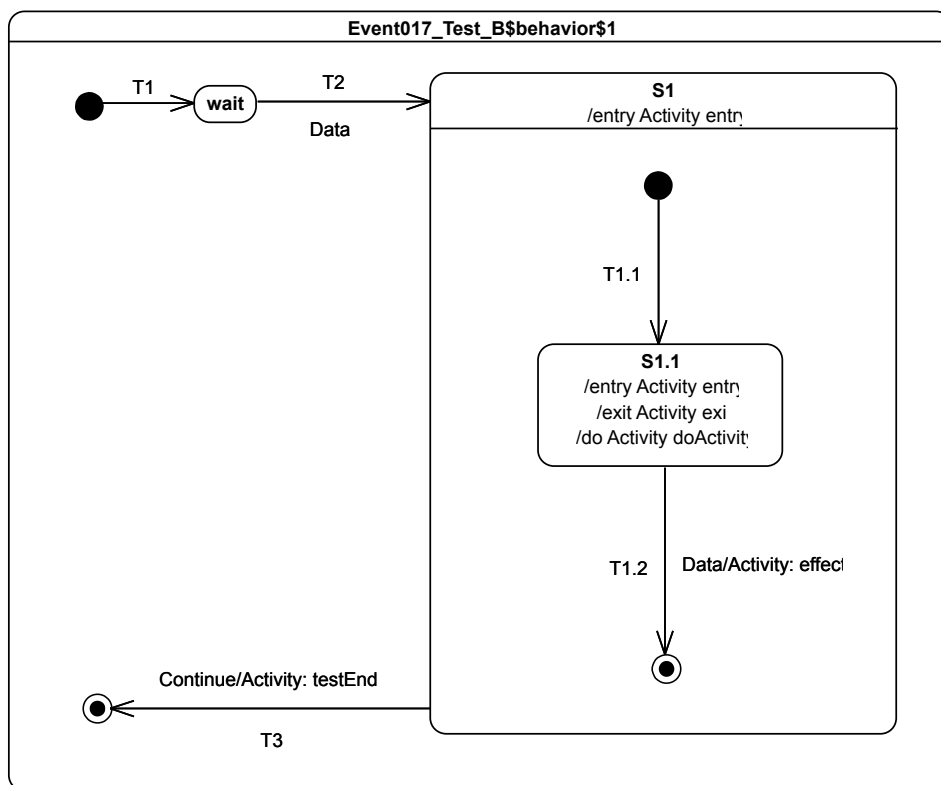 Event017_Test_B$behavior$1
T1
wait
T2
Data
S1
/entry Activity entry
T1.1
S1.1
/entry Activity entry
/exit Activity exi
/do Activity doActivity
T1.2
Data/Activity: effect
Continue/Activity: testEnd
T3